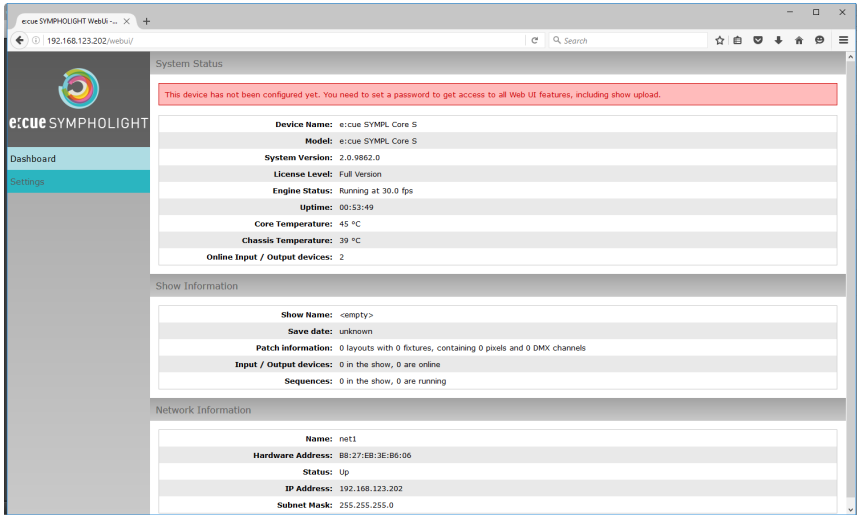 e:cue SYMPHOLIGHT WebUi -...
192.168.123.202/webui/
Search
e:cue SYMPHOLIGHT
Dashboard
Settings
System Status
This device has not been configured yet. You need to set a password to get access to all Web UI features, including show upload.
Device Name: e:cue SYMPL Core S
Model: e:cue SYMPL Core S
System Version: 2.0.9862.0
License Level: Full Version
Engine Status: Running at 30.0 fps
Uptime: 00:53:49
Core Temperature: 45 °C
Chassis Temperature: 39 °C
Online Input / Output devices: 2
Show Information
Show Name: <empty>
Save date: unknown
Patch information: 0 layouts with 0 fixtures, containing 0 pixels and 0 DMX channels
Input / Output devices: 0 in the show, 0 are online
Sequences: 0 in the show, 0 are running
Network Information
Name: net1
Hardware Address: B8:27:EB:3E:B6:06
Status: Up
IP Address: 192.168.123.202
Subnet Mask: 255.255.255.0